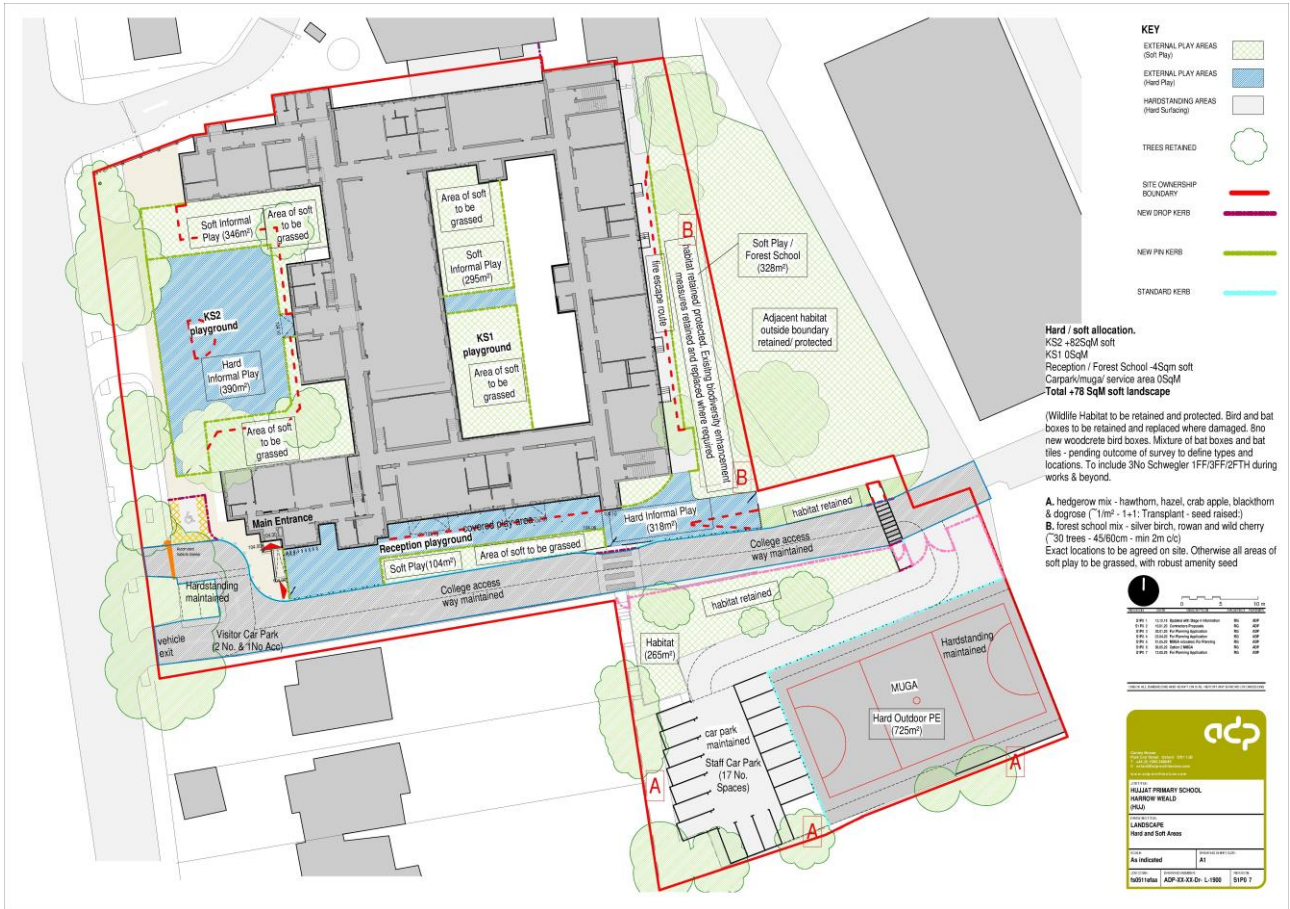 KEY
EXTERNAL PLAY AREAS
(Soft Play)
EXTERNAL PLAY AREAS
(Hard Play)
HARDSTANDING AREAS
(Hard Surfacing)
TREES RETAINED
SITE OWNERSHIP
BOUNDARY
NEW DROP KERB
NEW PIN KERB
STANDARD KERB
Hard / soft allocation.
KS2 +82SqM soft
KS1 0SqM
Reception / Forest School -4Sqm soft
Carpark/muga/ service area 0SqM
Total +78 SqM soft landscape
(Wildlife Habitat to be retained and protected. Bird and bat
boxes to be retained and replaced where damaged. 8no
new woodcrete bird boxes. Mixture of bat boxes and bat
tiles - pending outcome of survey to define types and
locations. To include 3No Schwegler 1FF/3FF/2FTH during
works & beyond.
A. hedgerow mix - hawthorn, hazel, crab apple, blackthorn
& dogrose (~1/m² - 1+1: Transplant - seed raised:)
B. forest school mix - silver birch, rowan and wild cherry
(~30 trees - 45/60cm - min 2m c/c)
Exact locations to be agreed on site. Otherwise all areas of
soft play to be grassed, with robust amenity seed
0 5 10 m
adp
HUJJAT PRIMARY SCHOOL
HARROW WEALD
(HUJ)
LANDSCAPE
Hard and Soft Areas
As indicated
A1
ADP-XX-XX-Dr- L-1900
S1P0 7
Soft Informal
Play (346m²)
Area of soft
to be
grassed
KS2
playground
Hard
Informal Play
(390m²)
Area of soft
to be
grassed
Area of soft
to be
grassed
Soft
Informal Play
(295m²)
KS1
playground
Area of soft
to be
grassed
B
fire escape route
habitat retained/ protected. Existing biodiversity enhancement
measures retained and replaced where required
B
Soft Play /
Forest School
(328m²)
Adjacent habitat
outside boundary
retained/ protected
Main Entrance
covered play area
Reception playground
Soft Play(104m²)
Area of soft to be grassed
Hard Informal Play
(318m²)
habitat retained
College access
way maintained
College access
way maintained
Hardstanding
maintained
vehicle
exit
Visitor Car Park
(2 No. & 1No Acc)
habitat retained
Habitat
(265m²)
Hardstanding
maintained
MUGA
Hard Outdoor PE
(725m²)
car park
maintained
Staff Car Park
(17 No.
Spaces)
A
A
A